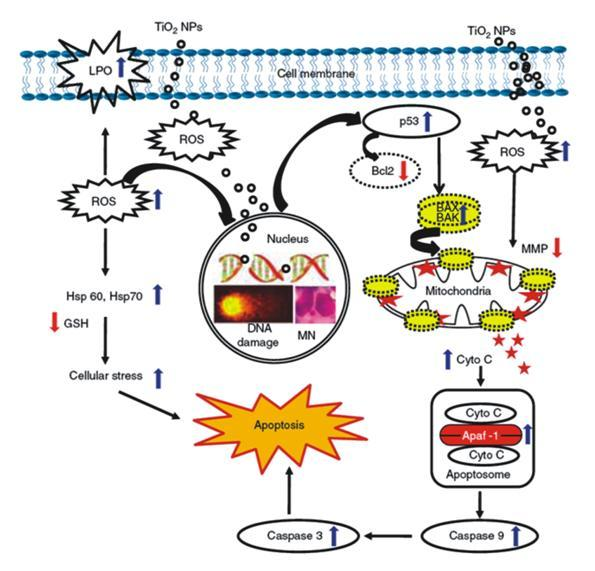 TiO2 NPs
TiO2 NPs
LPO
Cell membrane
ROS
p53
ROS
Bcl2
ROS
BAX
BAK
Nucleus
MMP
Mitochondria
Hsp 60, Hsp70
DNA
damage
MN
GSH
Cyto C
Cellular stress
Cyto C
Apaf -1
Cyto C
Apoptosome
Apoptosis
Caspase 3
Caspase 9